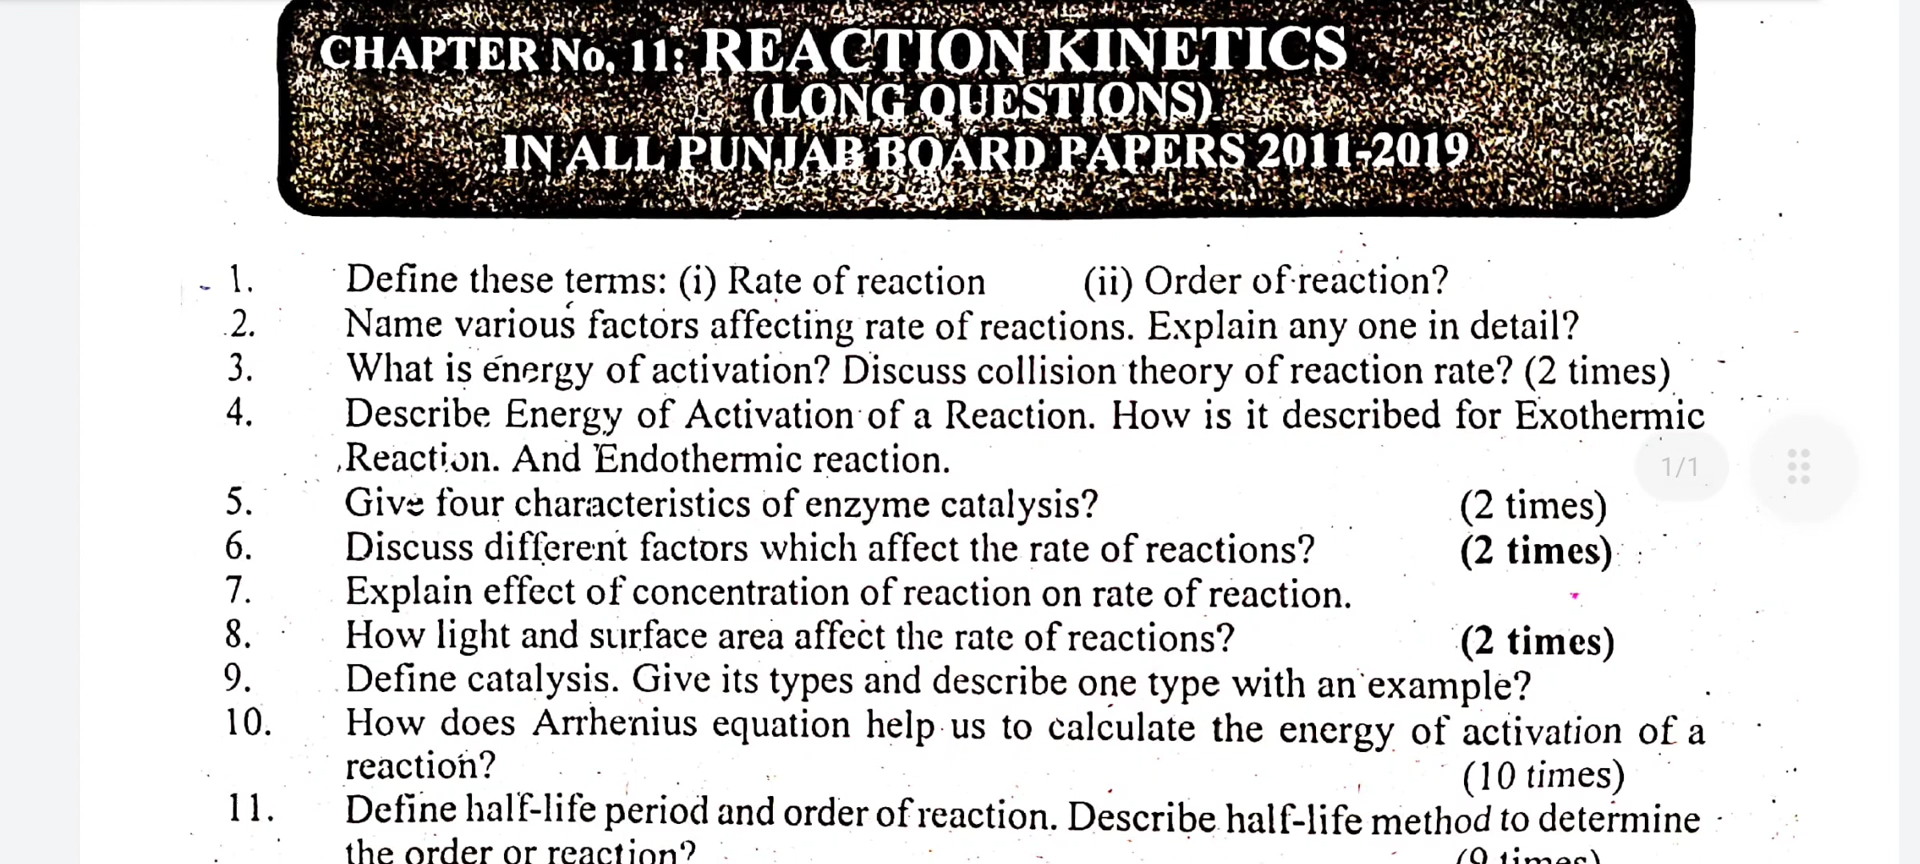 CHAPTER No. 11: REACTION KINETICS
(LONG QUESTIONS)
IN ALL PUNJAB BOARD PAPERS 2011-2019
1. Define these terms: (i) Rate of reaction (ii) Order of reaction?
2. Name various factors affecting rate of reactions. Explain any one in detail?
3. What is energy of activation? Discuss collision theory of reaction rate? (2 times)
4. Describe Energy of Activation of a Reaction. How is it described for Exothermic
Reaction. And Endothermic reaction.
1/1
5. Give four characteristics of enzyme catalysis? (2 times)
6. Discuss different factors which affect the rate of reactions? (2 times)
7. Explain effect of concentration of reaction on rate of reaction.
8. How light and surface area affect the rate of reactions? (2 times)
9. Define catalysis. Give its types and describe one type with an example?
10. How does Arrhenius equation help us to calculate the energy of activation of a
reaction? (10 times)
11. Define half-life period and order of reaction. Describe half-life method to determine
the order or reaction? (9 times)